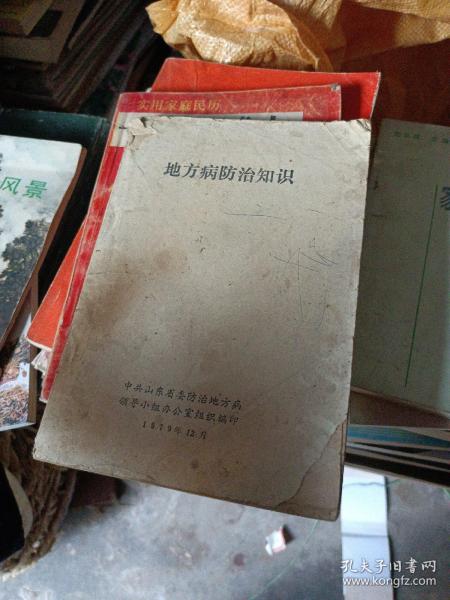 实用家庭民历
地方病防治知识
中共山东省委防治地方病
领导小组办公室组织编印
1979年12月
风景
家
孔夫子旧书网
www.kongfz.com